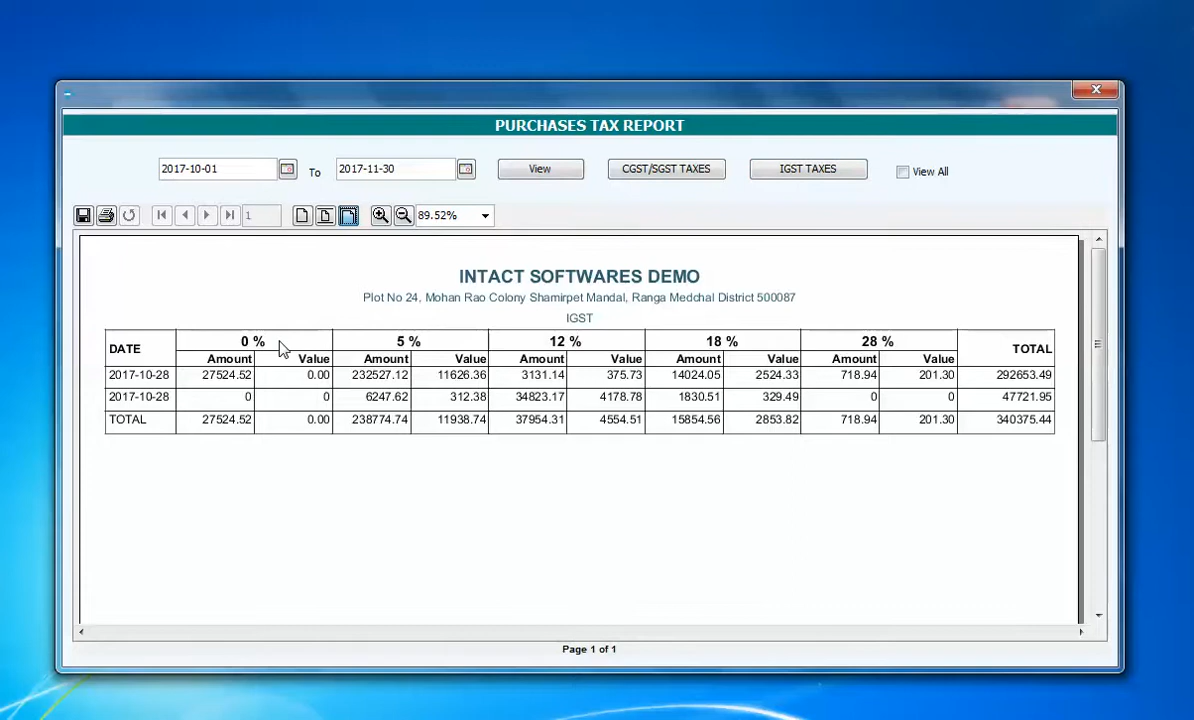 PURCHASES TAX REPORT
2017-10-01 To 2017-11-30 View CGST/SGST TAXES IGST TAXES View All
1 89.52%
INTACT SOFTWARES DEMO
Plot No 24, Mohan Rao Colony Shamirpet Mandal, Ranga Medchal District 500087
IGST
DATE 0 % 5 % 12 % 18 % 28 % TOTAL
Amount Value Amount Value Amount Value Amount Value Amount Value
2017-10-28 27524.52 0.00 232527.12 11626.36 3131.14 375.73 14024.05 2524.33 718.94 201.30 292653.49
2017-10-28 0 0 6247.62 312.38 34823.17 4178.78 1830.51 329.49 0 0 47721.95
TOTAL 27524.52 0.00 238774.74 11938.74 37954.31 4554.51 15854.56 2853.82 718.94 201.30 340375.44
Page 1 of 1